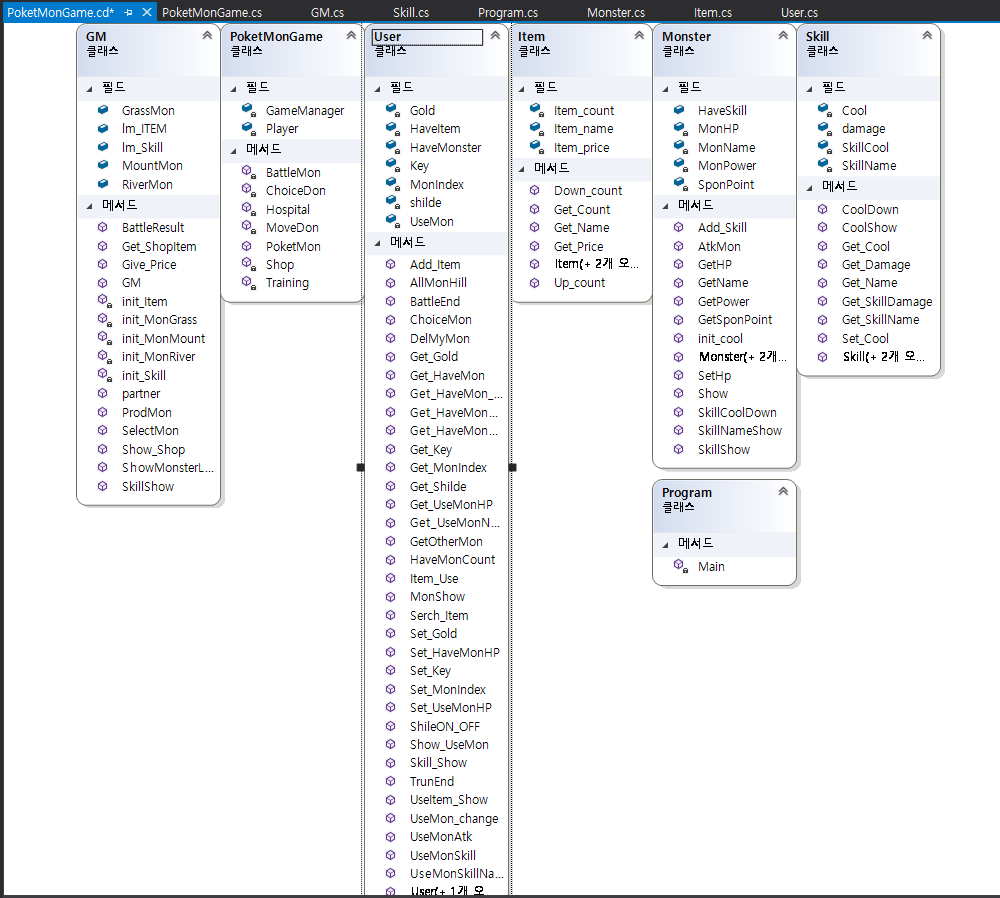 PoketMonGame.cd*
PoketMonGame.cs
GM.cs
Skill.cs
Program.cs
Monster.cs
Item.cs
User.cs
GM
클래스
필드
GrassMon
lm_ITEM
lm_Skill
MountMon
RiverMon
메서드
BattleResult
Get_ShopItem
Give_Price
GM
init_Item
init_MonGrass
init_MonMount
init_MonRiver
init_Skill
partner
ProdMon
SelectMon
Show_Shop
ShowMonsterL...
SkillShow
PoketMonGame
클래스
필드
GameManager
Player
메서드
BattleMon
ChoiceDon
Hospital
MoveDon
PoketMon
Shop
Training
User
클래스
필드
Gold
HaveItem
HaveMonster
Key
MonIndex
shilde
UseMon
메서드
Add_Item
AllMonHill
BattleEnd
ChoiceMon
DelMyMon
Get_Gold
Get_HaveMon
Get_HaveMon_...
Get_HaveMon...
Get_HaveMon...
Get_Key
Get_MonIndex
Get_Shilde
Get_UseMonHP
Get_UseMonN...
GetOtherMon
HaveMonCount
Item_Use
MonShow
Serch_Item
Set_Gold
Set_HaveMonHP
Set_Key
Set_MonIndex
Set_UseMonHP
ShileON_OFF
Show_UseMon
Skill_Show
TrunEnd
UseItem_Show
UseMon_change
UseMonAtk
UseMonSkill
UseMonSkillNa...
User(+ 1개 오
Item
클래스
필드
Item_count
Item_name
Item_price
메서드
Down_count
Get_Count
Get_Name
Get_Price
Item(+ 2개 오...
Up_count
Monster
클래스
필드
HaveSkill
MonHP
MonName
MonPower
SponPoint
메서드
Add_Skill
AtkMon
GetHP
GetName
GetPower
GetSponPoint
init_cool
Monster(+ 2개...
SetHp
Show
SkillCoolDown
SkillNameShow
SkillShow
Skill
클래스
필드
Cool
damage
SkillCool
SkillName
메서드
CoolDown
CoolShow
Get_Cool
Get_Damage
Get_Name
Get_SkillDamage
Get_SkillName
Set_Cool
Skill(+ 2개 오...
Program
클래스
메서드
Main